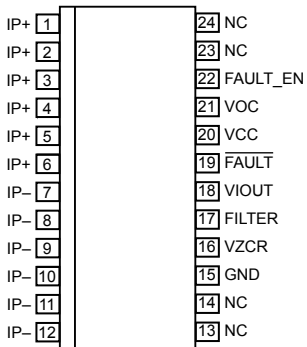 IP+ 1 24 NC
IP+ 2 23 NC
IP+ 3 22 FAULT_EN
IP+ 4 21 VOC
IP+ 5 20 VCC
IP+ 6 19 FAULT
IP– 7 18 VIOUT
IP– 8 17 FILTER
IP– 9 16 VZCR
IP– 10 15 GND
IP– 11 14 NC
IP– 12 13 NC